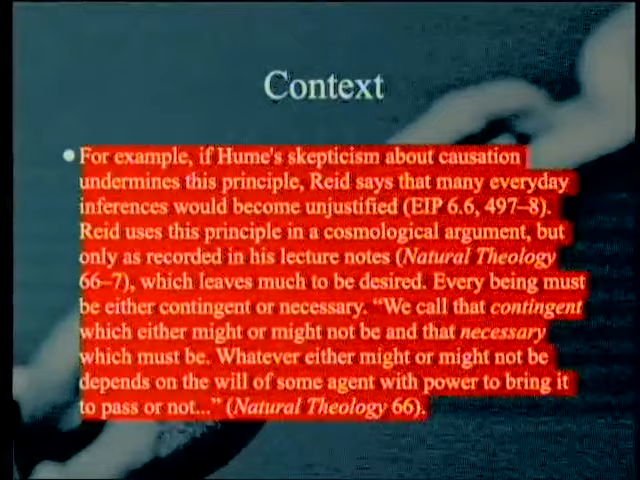 Context
• For example, if Hume's skepticism about causation
undermines this principle, Reid says that many everyday
inferences would become unjustified (EIP 6.6, 497–8).
Reid uses this principle in a cosmological argument, but
only as recorded in his lecture notes (Natural Theology
66–7), which leaves much to be desired. Every being must
be either contingent or necessary. “We call that contingent
which either might or might not be and that necessary
which must be. Whatever either might or might not be
depends on the will of some agent with power to bring it
to pass or not...” (Natural Theology 66).